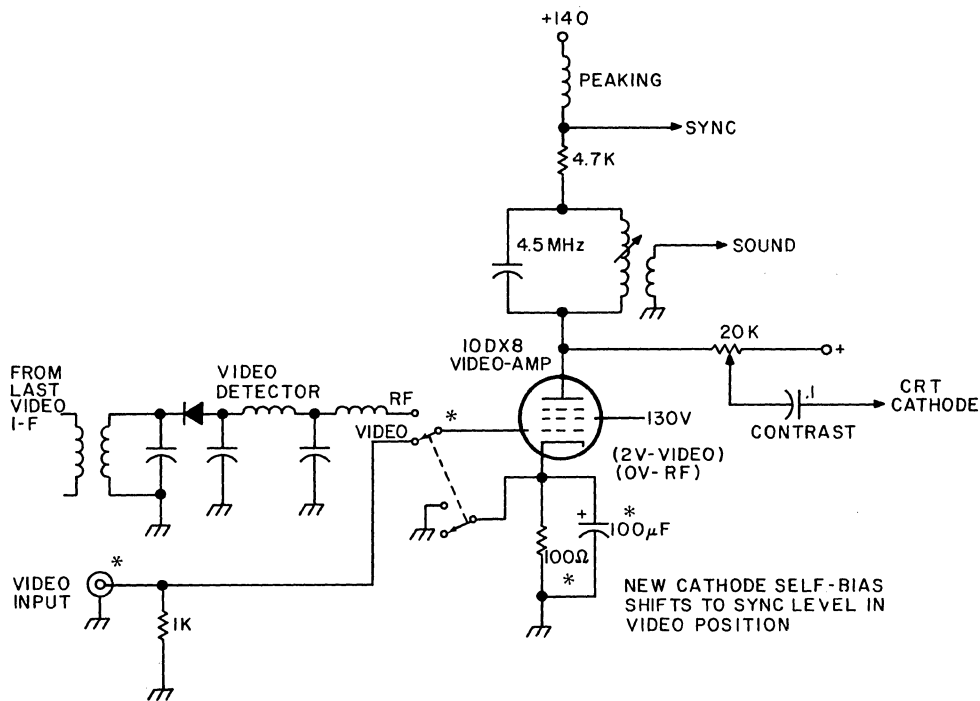 +140
PEAKING
SYNC
4.7K
4.5MHz
SOUND
10DX8
VIDEO-AMP
20K
+
FROM
LAST
VIDEO
I-F
VIDEO
DETECTOR
RF
VIDEO
*
130V
.1
CRT
CATHODE
CONTRAST
(2V-VIDEO)
(0V-RF)
+
*
100µF
100Ω
*
VIDEO
INPUT
*
1K
NEW CATHODE SELF-BIAS
SHIFTS TO SYNC LEVEL IN
VIDEO POSITION